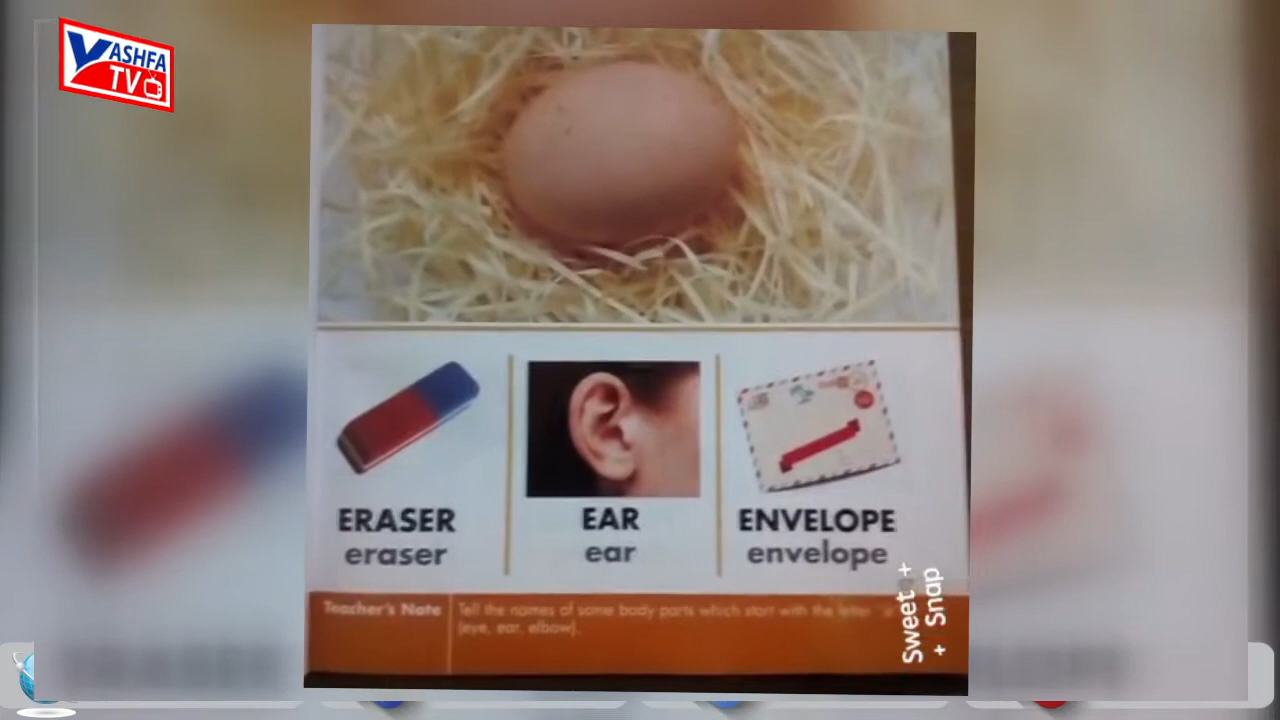 VASHFA
TV
ERASER
eraser
EAR
ear
ENVELOPE
envelope
Teacher's Note
Tell the names of some body parts which start with the letter
(eye, ear, elbow).
Sweet +
+ Snap